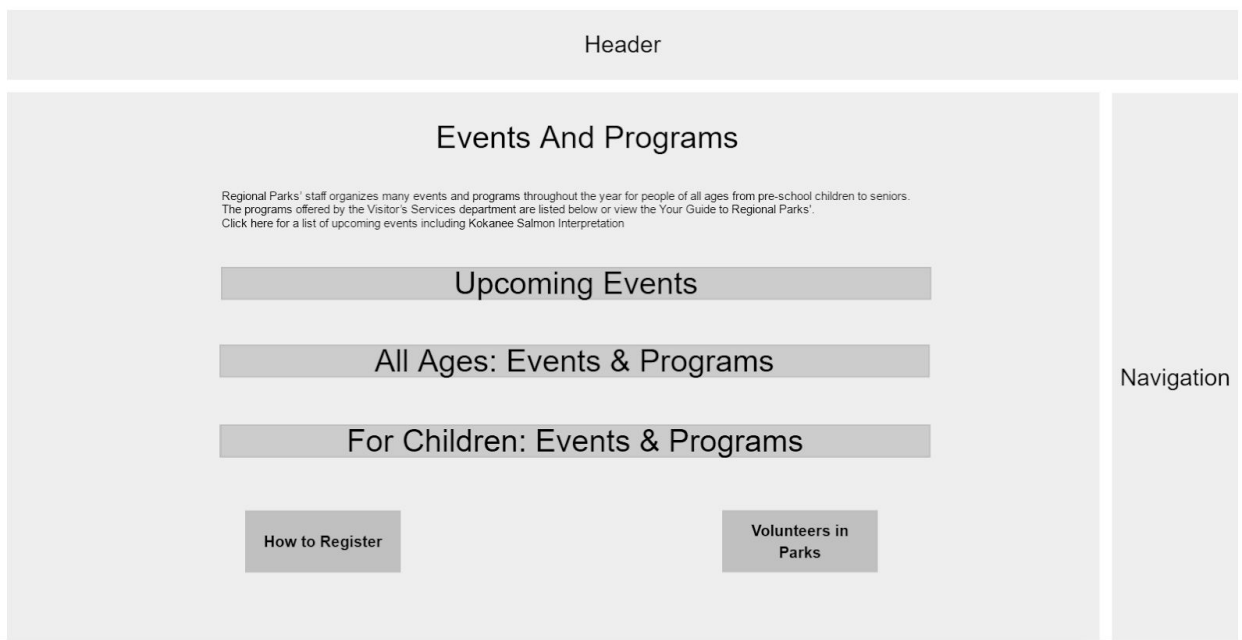 Header
Events And Programs
Regional Parks' staff organizes many events and programs throughout the year for people of all ages from pre-school children to seniors.
The programs offered by the Visitor's Services department are listed below or view the Your Guide to Regional Parks'.
Click here for a list of upcoming events including Kokanee Salmon Interpretation
Upcoming Events
All Ages: Events & Programs
For Children: Events & Programs
How to Register
Volunteers in
Parks
Navigation